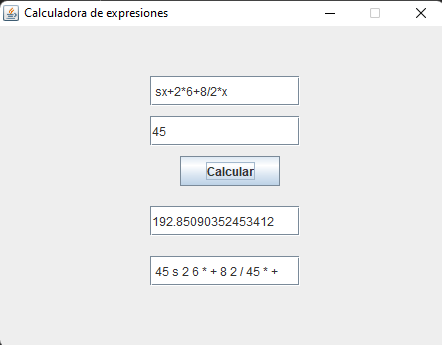 Calculadora de expresiones
sx+2*6+8/2*x
45
Calcular
192.85090352453412
45 s 2 6 * + 8 2 / 45 * +